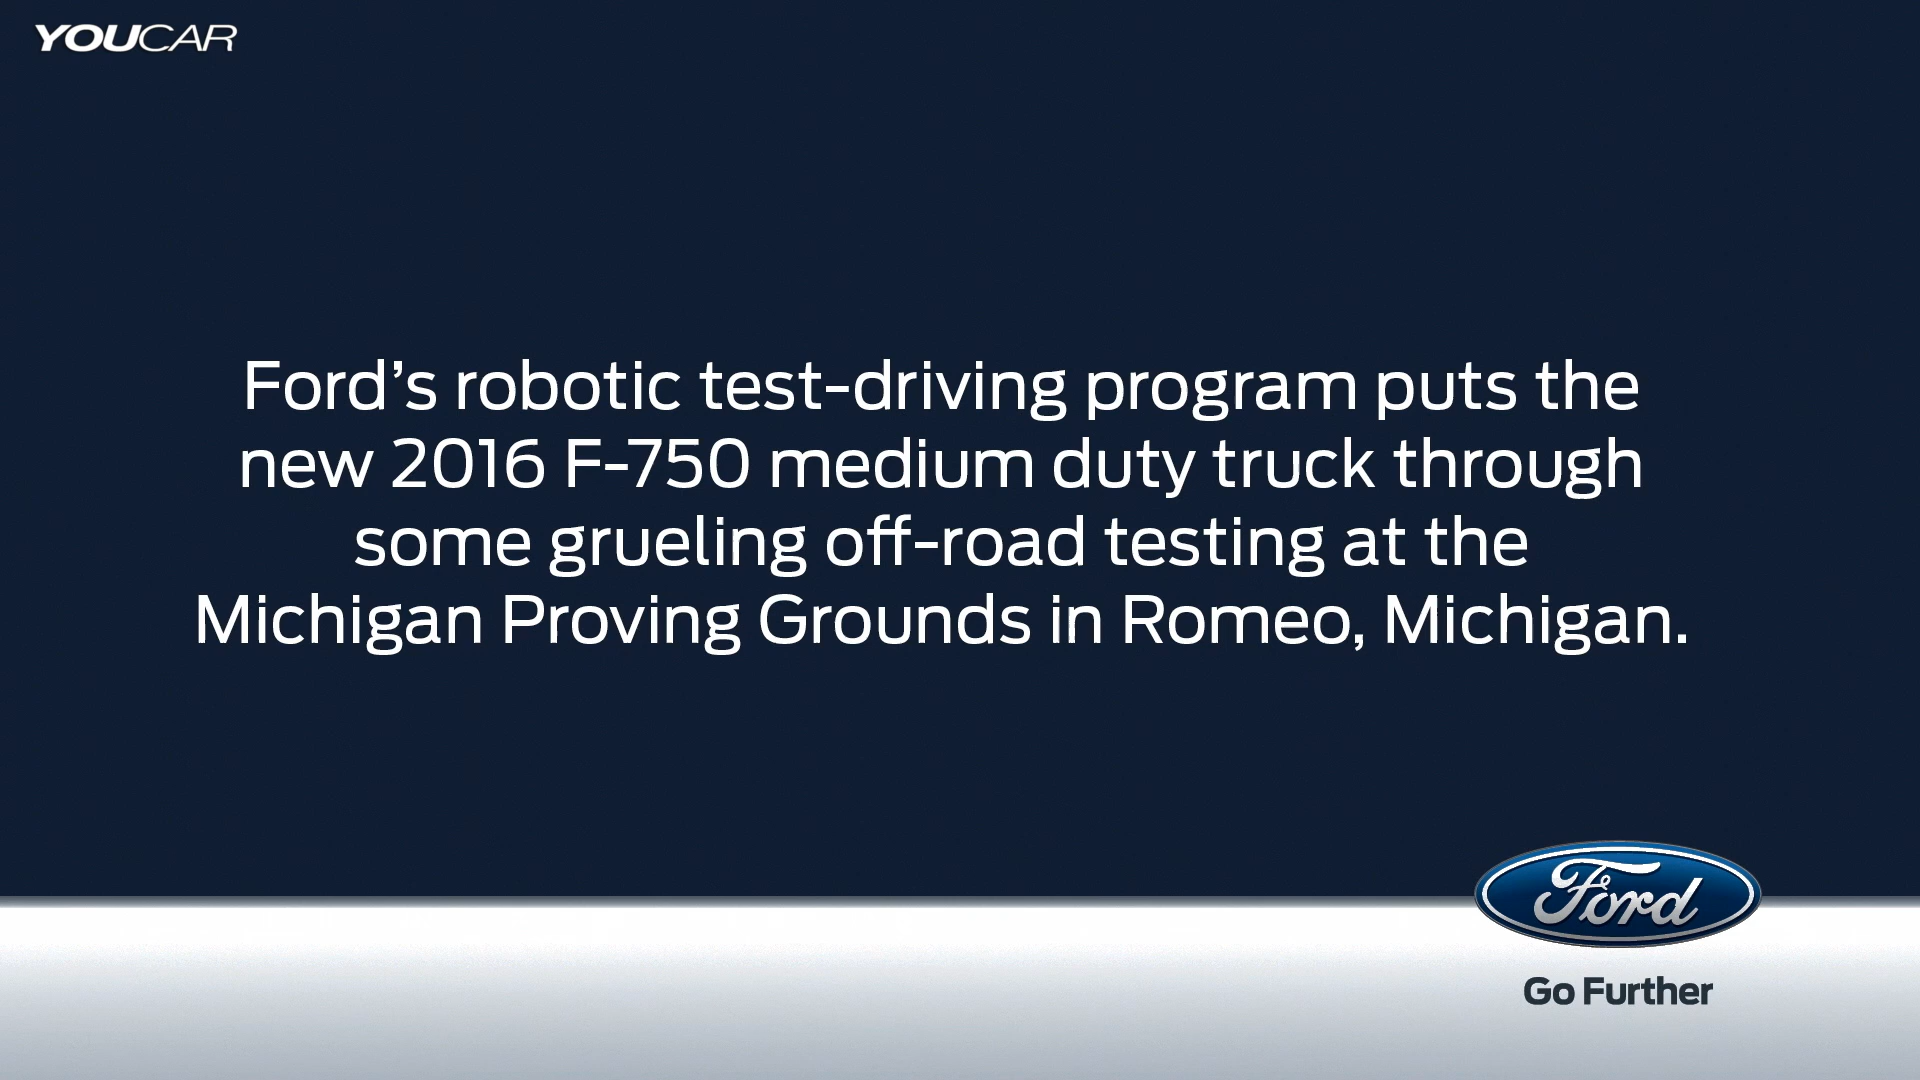 YOUCAR
Ford’s robotic test-driving program puts the
new 2016 F-750 medium duty truck through
some grueling off-road testing at the
Michigan Proving Grounds in Romeo, Michigan.
Ford
Go Further